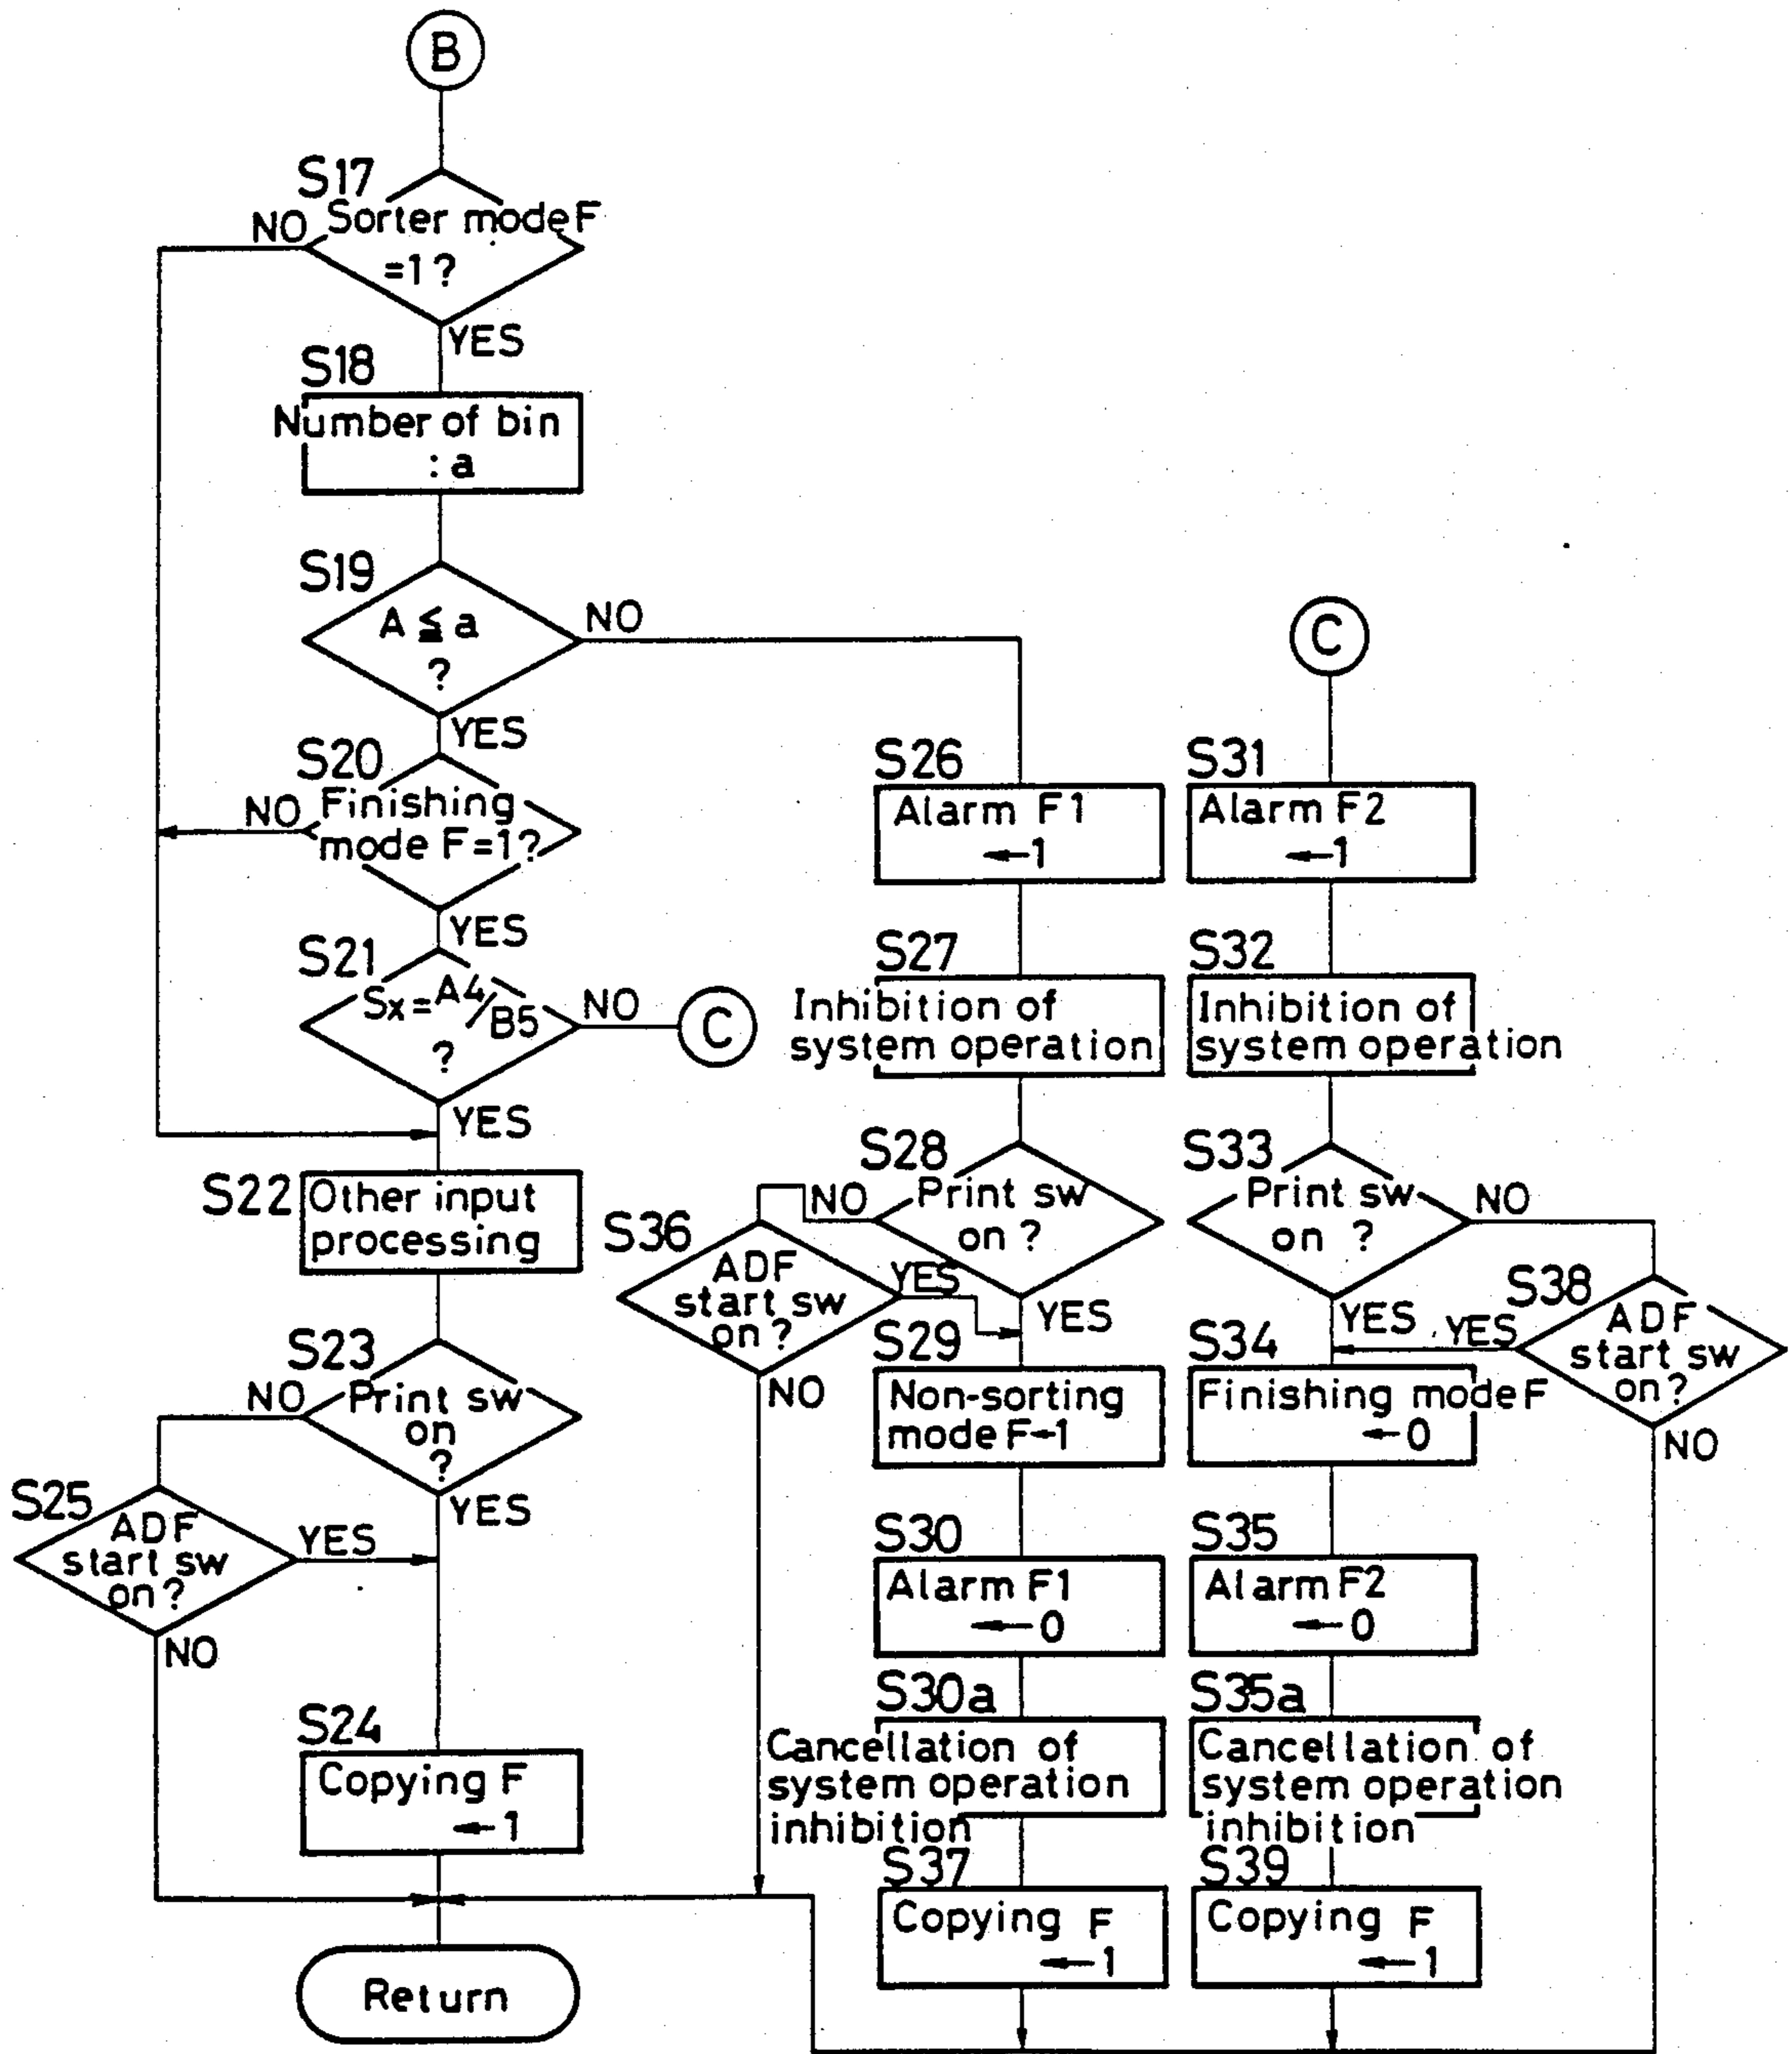 B
S17
Sorter mode F
=1?
NO
YES
S18
Number of bin
: a
S19
A ≦ a
?
NO
YES
S20
Finishing
mode F=1?
NO
YES
S21
Sx=A4/B5
?
NO
C
YES
S22
Other input
processing
S23
Print sw
on
?
NO
YES
S25
ADF
start sw
on?
YES
NO
S24
Copying F
←1
Return
S26
Alarm F1
←1
S27
Inhibition of
system operation
S28
Print sw
on ?
NO
YES
S36
ADF
start sw
on?
YES
NO
S29
Non-sorting
mode F←1
S30
Alarm F1
←0
S30a
Cancellation of
system operation
inhibition
S37
Copying F
←1
C
S31
Alarm F2
←1
S32
Inhibition of
system operation
S33
Print sw
on ?
NO
YES
S38
ADF
start sw
on?
YES
NO
S34
Finishing mode F
←0
S35
Alarm F2
←0
S35a
Cancellation of
system operation
inhibition
S39
Copying F
←1